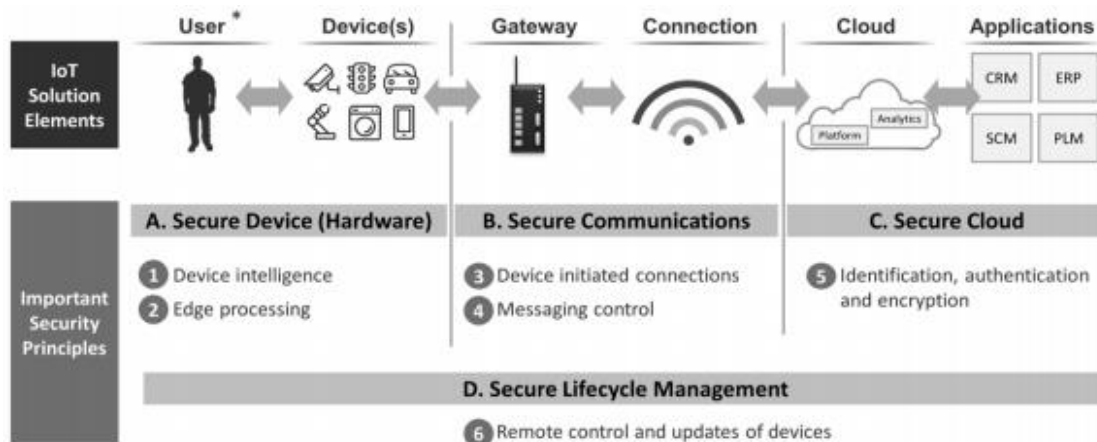 User *
Device(s)
Gateway
Connection
Cloud
Applications
IoT
Solution
Elements
Platform
Analytics
CRM
ERP
SCM
PLM
Important
Security
Principles
A. Secure Device (Hardware)
1 Device intelligence
2 Edge processing
B. Secure Communications
3 Device initiated connections
4 Messaging control
C. Secure Cloud
5 Identification, authentication
and encryption
D. Secure Lifecycle Management
6 Remote control and updates of devices